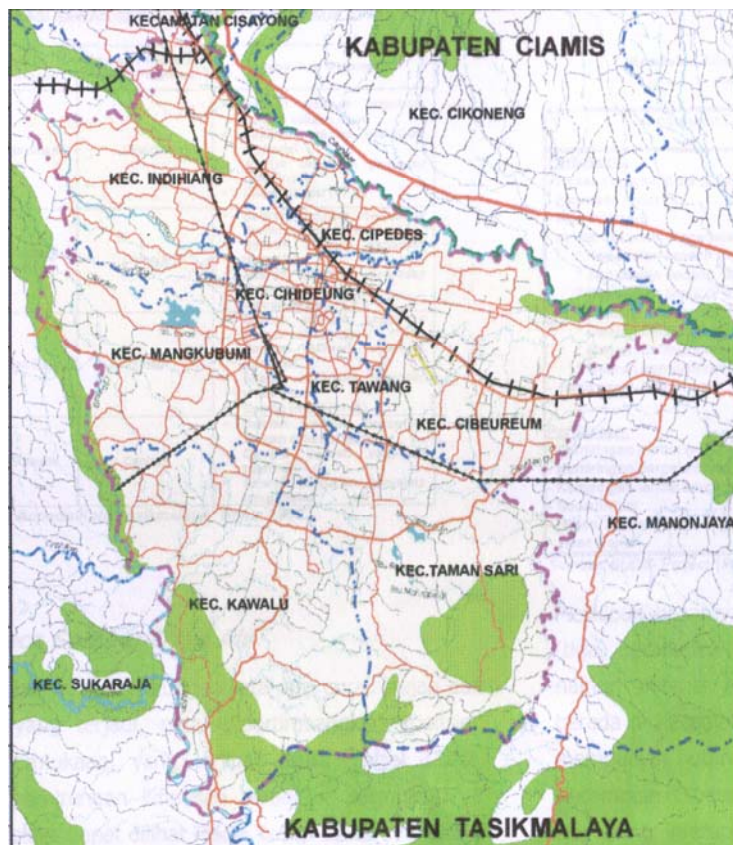 KECAMATAN CISAYONG
KABUPATEN CIAMIS
KEC. CIKONENG
KEC. INDIHIANG
KEC. CIPEDES
KEC. CIHIDEUNG
KEC. MANGKUBUMI
KEC. TAWANG
KEC. CIBEUREUM
KEC. MANONJAYA
KEC.TAMAN SARI
KEC. KAWALU
KEC. SUKARAJA
KABUPATEN TASIKMALAYA